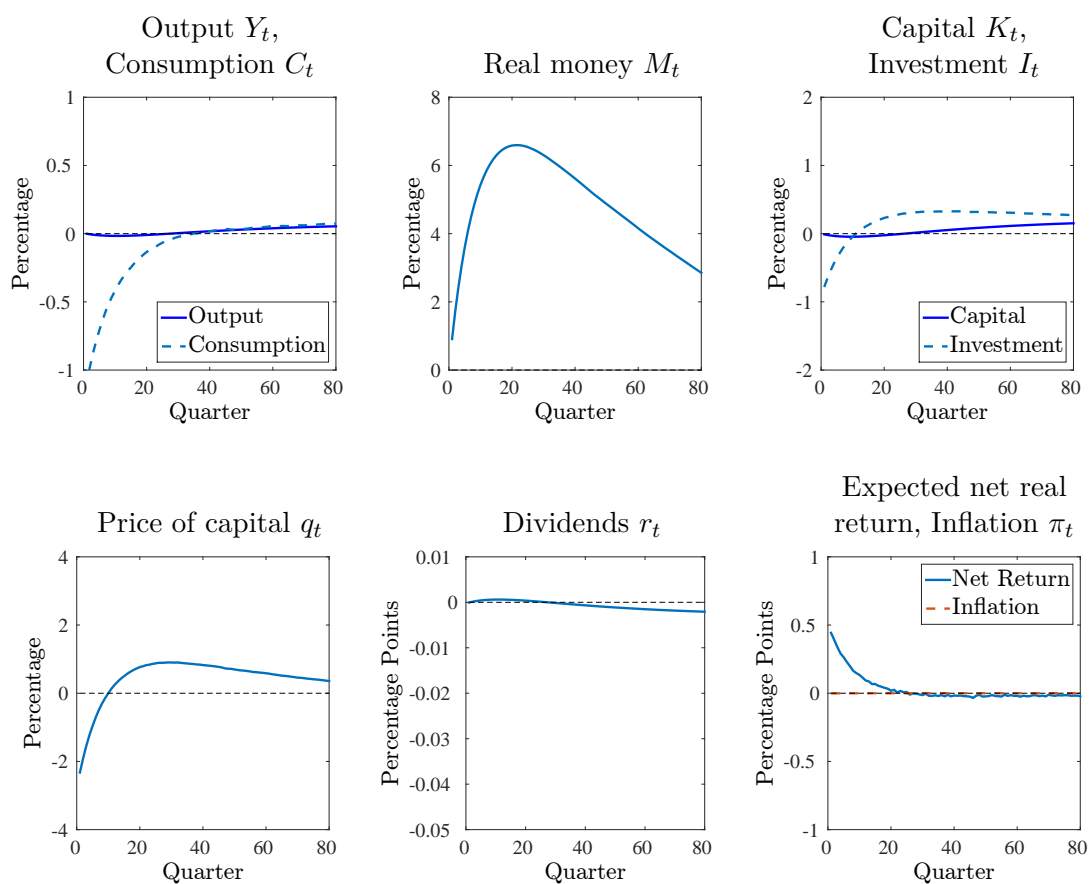 Output Y_t,
Consumption C_t
Percentage
1
0.5
0
-0.5
-1
Output
Consumption
0 20 40 60 80
Quarter
Real money M_t
Percentage
8
6
4
2
0
0 20 40 60 80
Quarter
Capital K_t,
Investment I_t
Percentage
2
1
0
-1
-2
Capital
Investment
0 20 40 60 80
Quarter
Price of capital q_t
Percentage
4
2
0
-2
-4
0 20 40 60 80
Quarter
Dividends r_t
Percentage Points
0.01
0
-0.01
-0.02
-0.03
-0.04
-0.05
0 20 40 60 80
Quarter
Expected net real
return, Inflation π_t
Percentage Points
1
0.5
0
-0.5
-1
Net Return
Inflation
0 20 40 60 80
Quarter